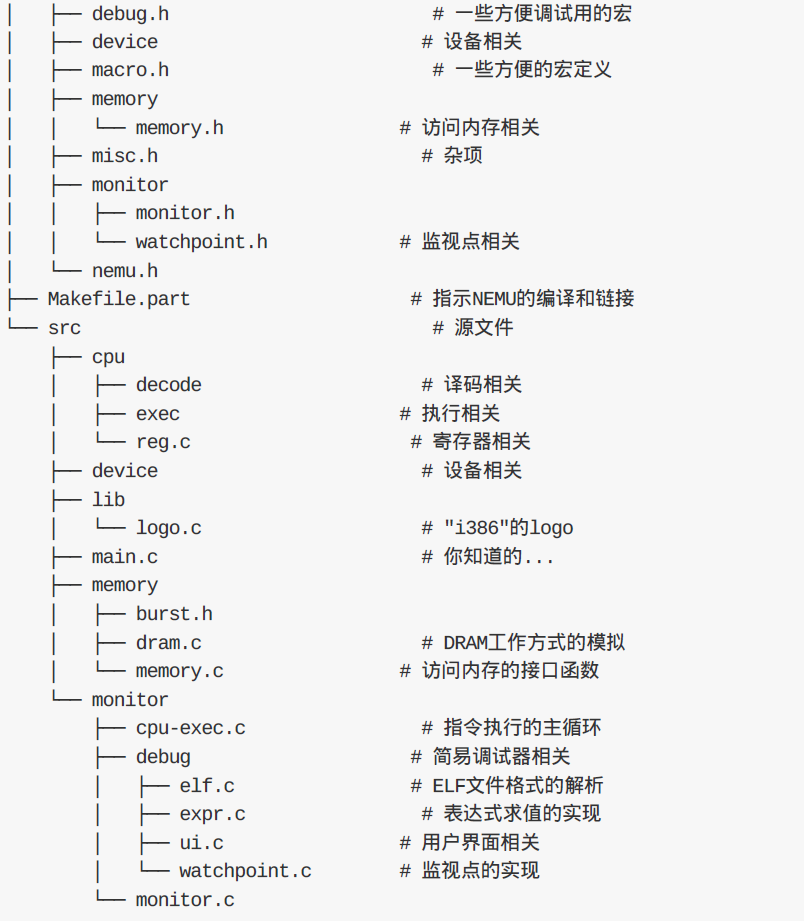 │   ├── debug.h                        # 一些方便调试用的宏
│   ├── device                        # 设备相关
│   ├── macro.h                        # 一些方便的宏定义
│   ├── memory
│   │   └── memory.h                # 访问内存相关
│   ├── misc.h                        # 杂项
│   ├── monitor
│   │   ├── monitor.h
│   │   └── watchpoint.h            # 监视点相关
│   └── nemu.h
├── Makefile.part                    # 指示NEMU的编译和链接
└── src                                # 源文件
    ├── cpu
    │   ├── decode                    # 译码相关
    │   ├── exec                    # 执行相关
    │   └── reg.c                    # 寄存器相关
    ├── device                        # 设备相关
    ├── lib
    │   └── logo.c                    # "i386"的logo
    ├── main.c                        # 你知道的...
    ├── memory
    │   ├── burst.h
    │   ├── dram.c                    # DRAM工作方式的模拟
    │   └── memory.c                # 访问内存的接口函数
    └── monitor
        ├── cpu-exec.c                # 指令执行的主循环
        ├── debug                    # 简易调试器相关
        │   ├── elf.c                # ELF文件格式的解析
        │   ├── expr.c                # 表达式求值的实现
        │   ├── ui.c                # 用户界面相关
        │   └── watchpoint.c        # 监视点的实现
        └── monitor.c